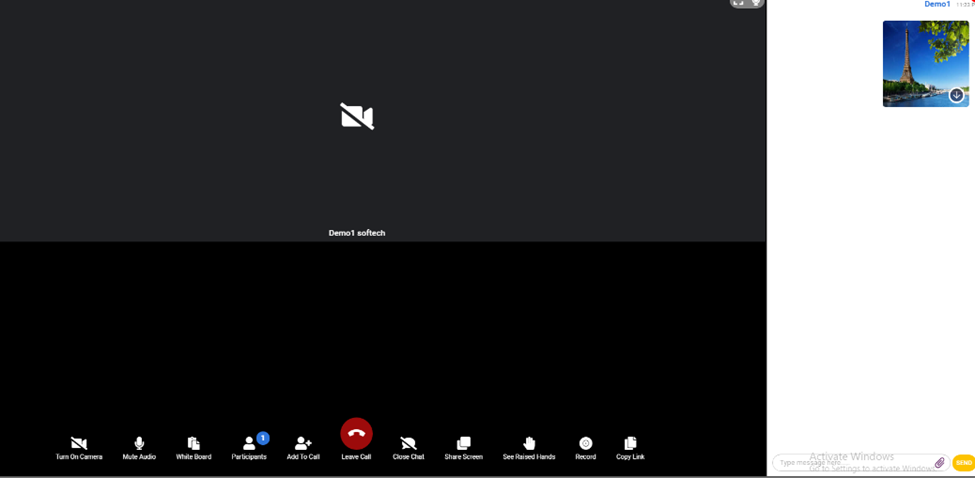 Demo1
Demo1 softech
1
Turn On Camera
Mute Audio
White Board
Participants
Add To Call
Leave Call
Close Chat
Share Screen
See Raised Hands
Record
Copy Link
Type message here
SEND
Activate Windows
Go to Settings to activate Windows.